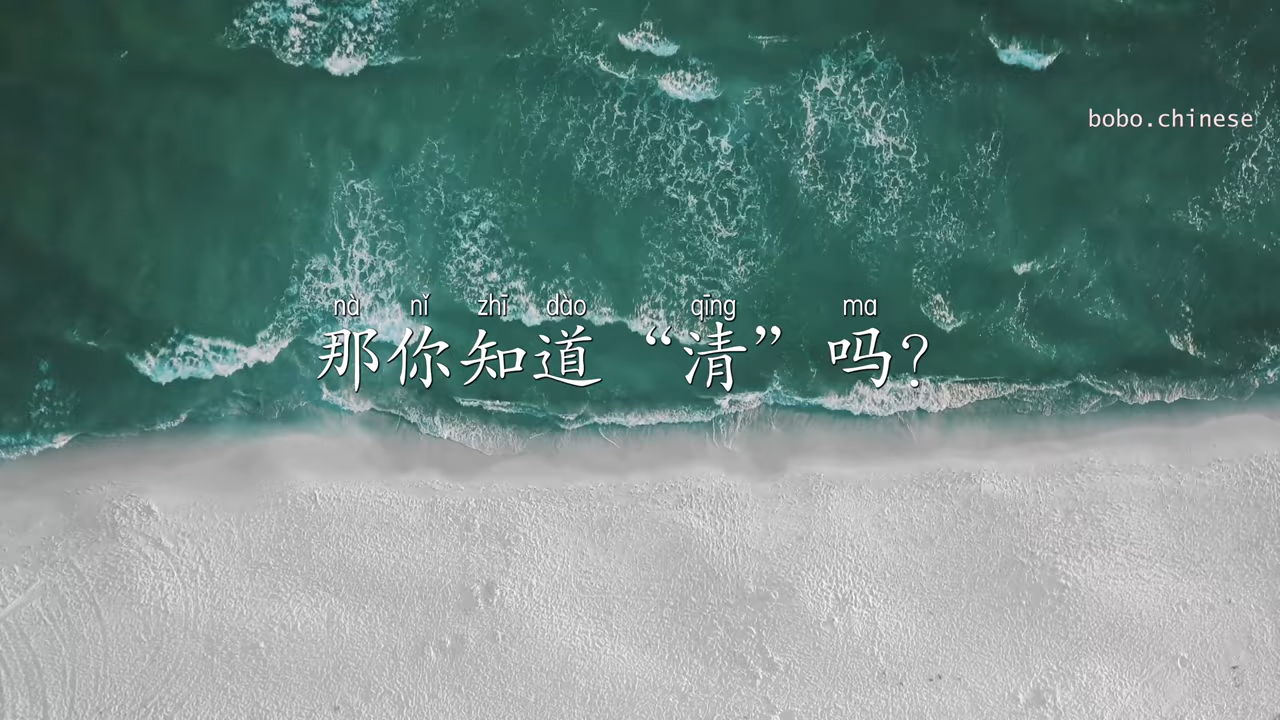 bobo.chinese
nà nǐ zhī dào qīng ma
那你知道“清”吗？